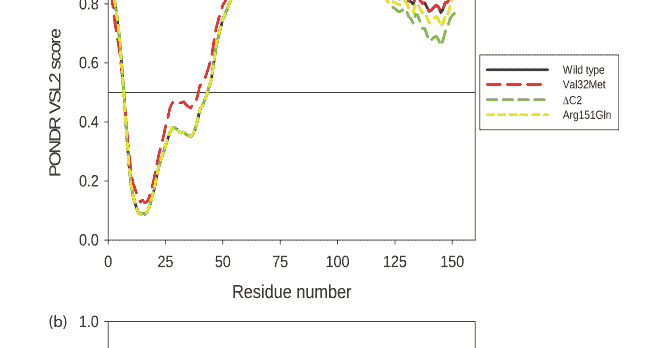 0.8
0.6
0.4
0.2
0.0
PONDR VSL2 score
0 25 50 75 100 125 150
Residue number
Wild type
Val32Met
ΔC2
Arg151Gln
(b) 1.0